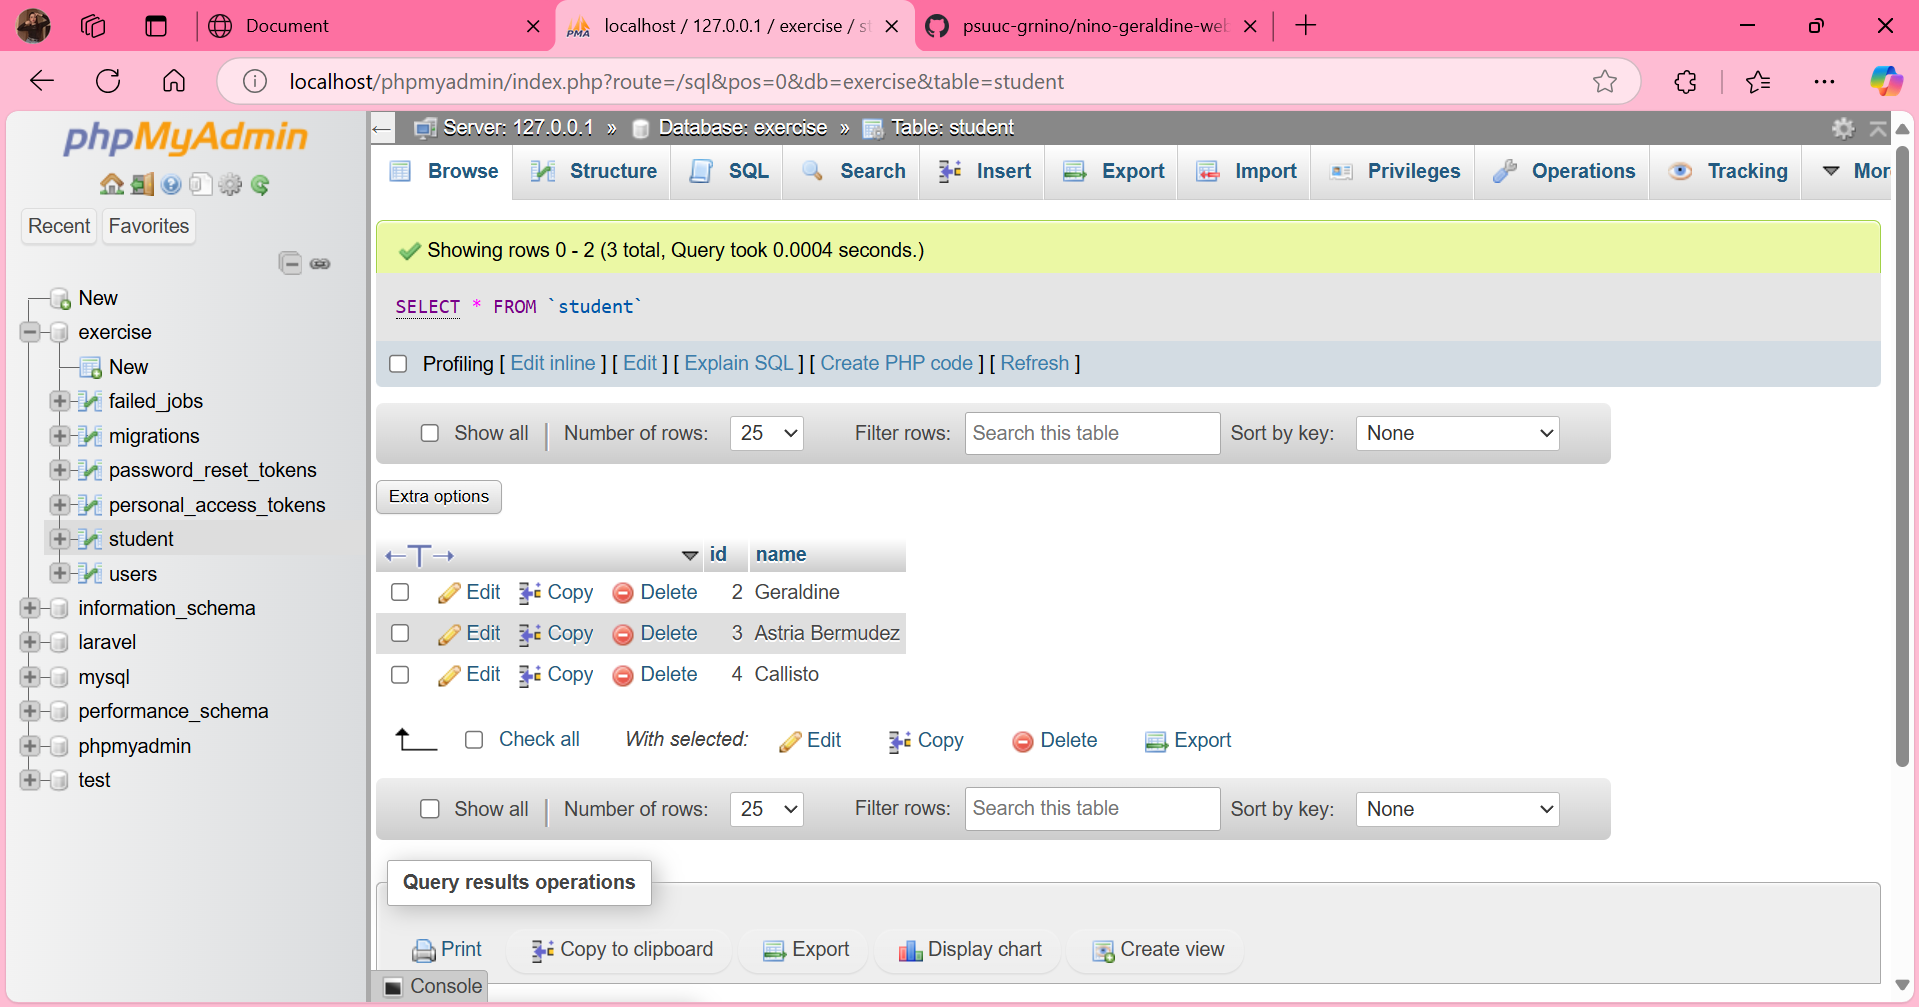 Document
localhost / 127.0.0.1 / exercise / st
psuuc-grnino/nino-geraldine-web
localhost/phpmyadmin/index.php?route=/sql&pos=0&db=exercise&table=student
phpMyAdmin
Recent
Favorites
New
exercise
New
failed_jobs
migrations
password_reset_tokens
personal_access_tokens
student
users
information_schema
laravel
mysql
performance_schema
phpmyadmin
test
Server: 127.0.0.1 » Database: exercise » Table: student
Browse Structure SQL Search Insert Export Import Privileges Operations Tracking Mor
Showing rows 0 - 2 (3 total, Query took 0.0004 seconds.)
SELECT * FROM `student`
Profiling [ Edit inline ] [ Edit ] [ Explain SQL ] [ Create PHP code ] [ Refresh ]
Show all Number of rows: 25 Filter rows: Search this table Sort by key: None
Extra options
id name
Edit Copy Delete 2 Geraldine
Edit Copy Delete 3 Astria Bermudez
Edit Copy Delete 4 Callisto
Check all With selected: Edit Copy Delete Export
Show all Number of rows: 25 Filter rows: Search this table Sort by key: None
Query results operations
Print Copy to clipboard Export Display chart Create view
Console